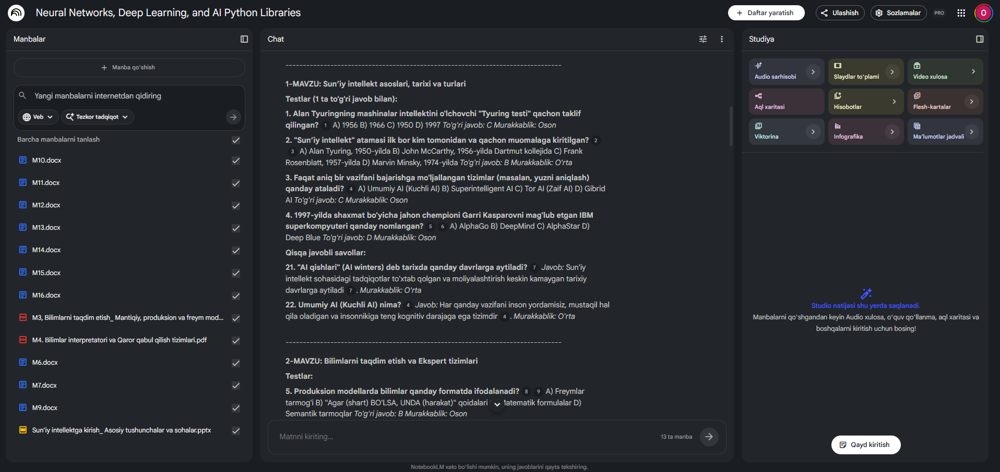 Neural Networks, Deep Learning, and AI Python Libraries
Daftar yaratish
Ulashish
Sozlamalar
PRO
O
Manbalar
Manba qoʻshish
Yangi manbalarni internetdan qidiring
Veb
Tezkor tadqiqot
Barcha manbalarni tanlash
M10.docx
M11.docx
M12.docx
M13.docx
M14.docx
M15.docx
M16.docx
M3, Bilimlarni taqdim etish_ Mantiqiy, produksion va freym mod...
M4. Bilimlar interpretatori va Qaror qabul qilish tizimlari.pdf
M6.docx
M7.docx
M9.docx
Sun’iy intellektga kirish_ Asosiy tushunchalar va sohalar.pptx
Chat
--------------------------------------------------------------------------------
1-MAVZU: Sun’iy intellekt asoslari, tarixi va turlari
Testlar (1 ta to'g'ri javob bilan):
1. Alan Tyuringning mashinalar intellektini o'lchovchi "Tyuring testi" qachon taklif
qilingan? 1 A) 1956 B) 1966 C) 1950 D) 1997 To'g'ri javob: C Murakkablik: Oson
2. "Sun’iy intellekt" atamasi ilk bor kim tomonidan va qachon muomalaga kiritilgan? 2
3 A) Alan Tyuring, 1950-yilda B) John McCarthy, 1956-yilda Dartmut kollejida C) Frank
Rosenblatt, 1957-yilda D) Marvin Minsky, 1974-yilda To'g'ri javob: B Murakkablik: O'rta
3. Faqat aniq bir vazifani bajarishga mo'ljallangan tizimlar (masalan, yuzni aniqlash)
qanday ataladi? 4 A) Umumiy AI (Kuchli AI) B) Superintelligent AI C) Tor AI (Zaif AI) D) Gibrid
AI To'g'ri javob: C Murakkablik: Oson
4. 1997-yilda shaxmat bo'yicha jahon chempioni Garri Kasparovni mag'lub etgan IBM
superkompyuteri qanday nomlangan? 5 6 A) AlphaGo B) DeepMind C) AlphaStar D)
Deep Blue To'g'ri javob: D Murakkablik: Oson
Qisqa javobli savollar:
21. "AI qishlari" (AI winters) deb tarixda qanday davrlarga aytiladi? 7 Javob: Sun'iy
intellekt sohasidagi tadqiqotlar to'xtab qolgan va moliyalashtirish keskin kamaygan tarixiy
davrlarga aytiladi 7 . Murakkablik: O'rta
22. Umumiy AI (Kuchli AI) nima? 4 Javob: Har qanday vazifani inson yordamisiz, mustaqil hal
qila oladigan va insonnikiga teng kognitiv darajaga ega tizimdir 4 . Murakkablik: O'rta
--------------------------------------------------------------------------------
2-MAVZU: Bilimlarni taqdim etish va Ekspert tizimlari
Testlar:
5. Produksion modellarda bilimlar qanday formatda ifodalanadi? 8 9 A) Freymlar
tarmog'i B) "Agar (shart) BO'LSA, UNDA (harakat)" qoidalari Matematik formulalar D)
Semantik tarmoqlar To'g'ri javob: B Murakkablik: Oson
Matnni kiriting...
13 ta manba
NotebookLM xato boʻlishi mumkin, uning javoblarini qayta tekshiring.
Studiya
Audio sarhisobi
Slaydlar toʻplami
Video xulosa
Aql xaritasi
Hisobotlar
Flesh-kartalar
Viktorina
Infografika
Maʼlumotlar jadvali
Studio natijasi shu yerda saqlanadi.
Manbalarni qoʻshgandan keyin Audio xulosa, oʻquv qoʻllanma, aql xaritasi va
boshqalarni kiritish uchun bosing!
Qayd kiritish